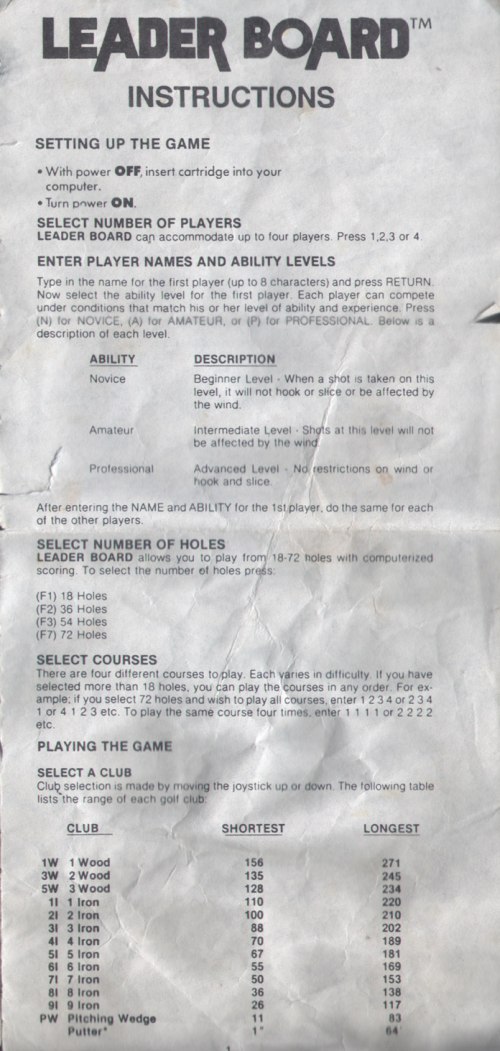 LEADER BOARD™
INSTRUCTIONS
SETTING UP THE GAME
• With power OFF, insert cartridge into your
computer.
• Turn power ON.
SELECT NUMBER OF PLAYERS
LEADER BOARD can accommodate up to four players. Press 1,2,3 or 4.
ENTER PLAYER NAMES AND ABILITY LEVELS
Type in the name for the first player (up to 8 characters) and press RETURN.
Now select the ability level for the first player. Each player can compete
under conditions that match his or her level of ability and experience. Press
(N) for NOVICE, (A) for AMATEUR, or (P) for PROFESSIONAL. Below is a
description of each level.
ABILITY DESCRIPTION
Novice Beginner Level - When a shot is taken on this
level, it will not hook or slice or be affected by
the wind.
Amateur Intermediate Level - Shots at this level will not
be affected by the wind.
Professional Advanced Level - No restrictions on wind or
hook and slice.
After entering the NAME and ABILITY for the 1st player, do the same for each
of the other players.
SELECT NUMBER OF HOLES
LEADER BOARD allows you to play from 18-72 holes with computerized
scoring. To select the number of holes press:
(F1) 18 Holes
(F2) 36 Holes
(F3) 54 Holes
(F7) 72 Holes
SELECT COURSES
There are four different courses to play. Each varies in difficulty. If you have
selected more than 18 holes, you can play the courses in any order. For ex-
ample; if you select 72 holes and wish to play all courses, enter 1 2 3 4 or 2 3 4
1 or 4 1 2 3 etc. To play the same course four times, enter 1 1 1 1 or 2 2 2 2
etc.
PLAYING THE GAME
SELECT A CLUB
Club selection is made by moving the joystick up or down. The following table
lists the range of each golf club:
CLUB SHORTEST LONGEST
1W 1 Wood 156 271
3W 2 Wood 135 245
5W 3 Wood 128 234
1I 1 Iron 110 220
2I 2 Iron 100 210
3I 3 Iron 88 202
4I 4 Iron 70 189
5I 5 Iron 67 181
6I 6 Iron 55 169
7I 7 Iron 50 153
8I 8 Iron 36 138
9I 9 Iron 26 117
PW Pitching Wedge 11 83
Putter* 1" 64'
1